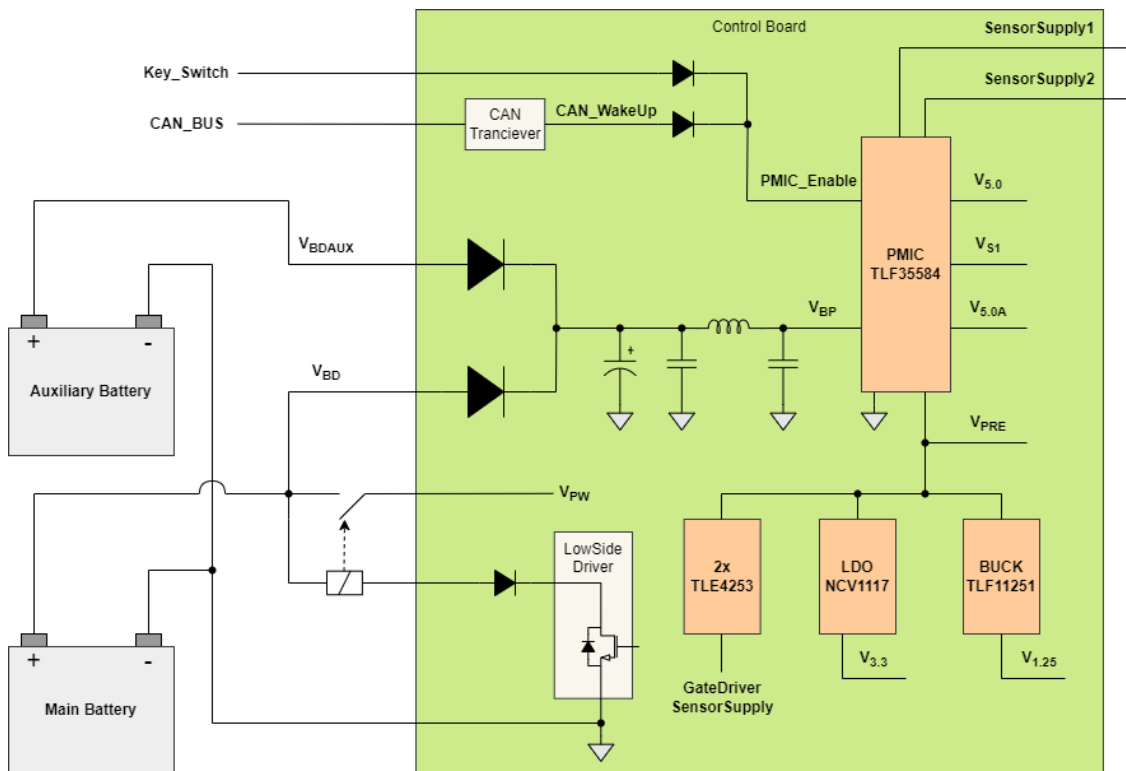 Control Board
SensorSupply1
Key_Switch
SensorSupply2
CAN_BUS
CAN
Tranciever
CAN_WakeUp
PMIC_Enable
V5.0
VBDAUX
PMIC
TLF35584
VS1
VBP
V5.0A
+
-
Auxiliary Battery
VBD
+
VPRE
VPW
LowSide
Driver
2x
TLE4253
LDO
NCV1117
BUCK
TLF11251
+
-
Main Battery
V3.3
V1.25
GateDriver
SensorSupply